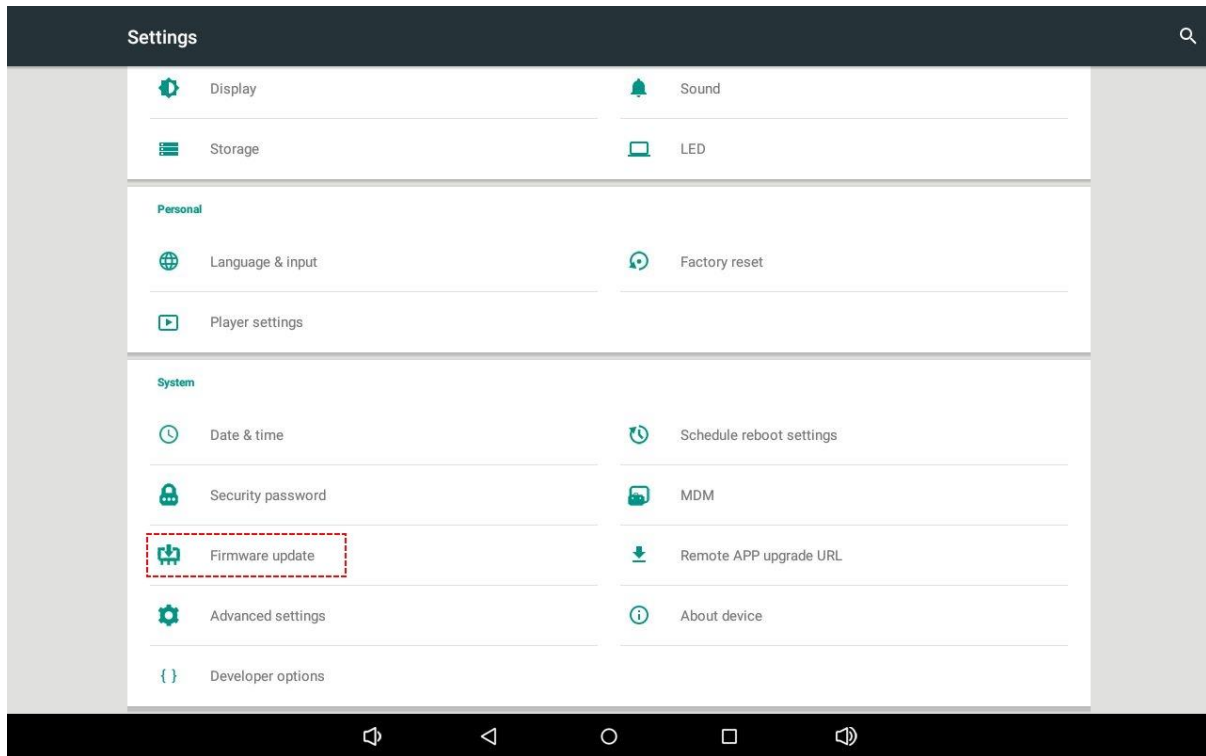 Settings
Display
Sound
Storage
LED
Personal
Language & input
Factory reset
Player settings
System
Date & time
Schedule reboot settings
Security password
MDM
Firmware update
Remote APP upgrade URL
Advanced settings
About device
{ } Developer options